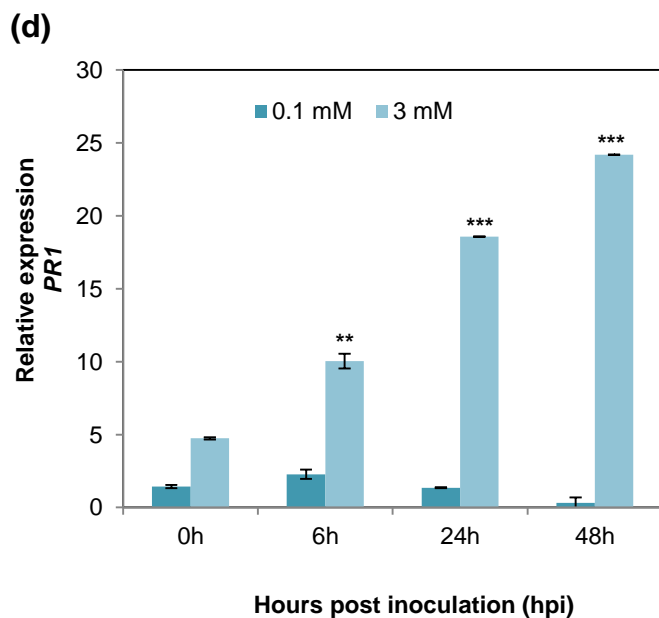 (d)
30
0.1 mM 3 mM
***
25
***
20
Relative expression
PR1
15
**
10
5
0
0h 6h 24h 48h
Hours post inoculation (hpi)